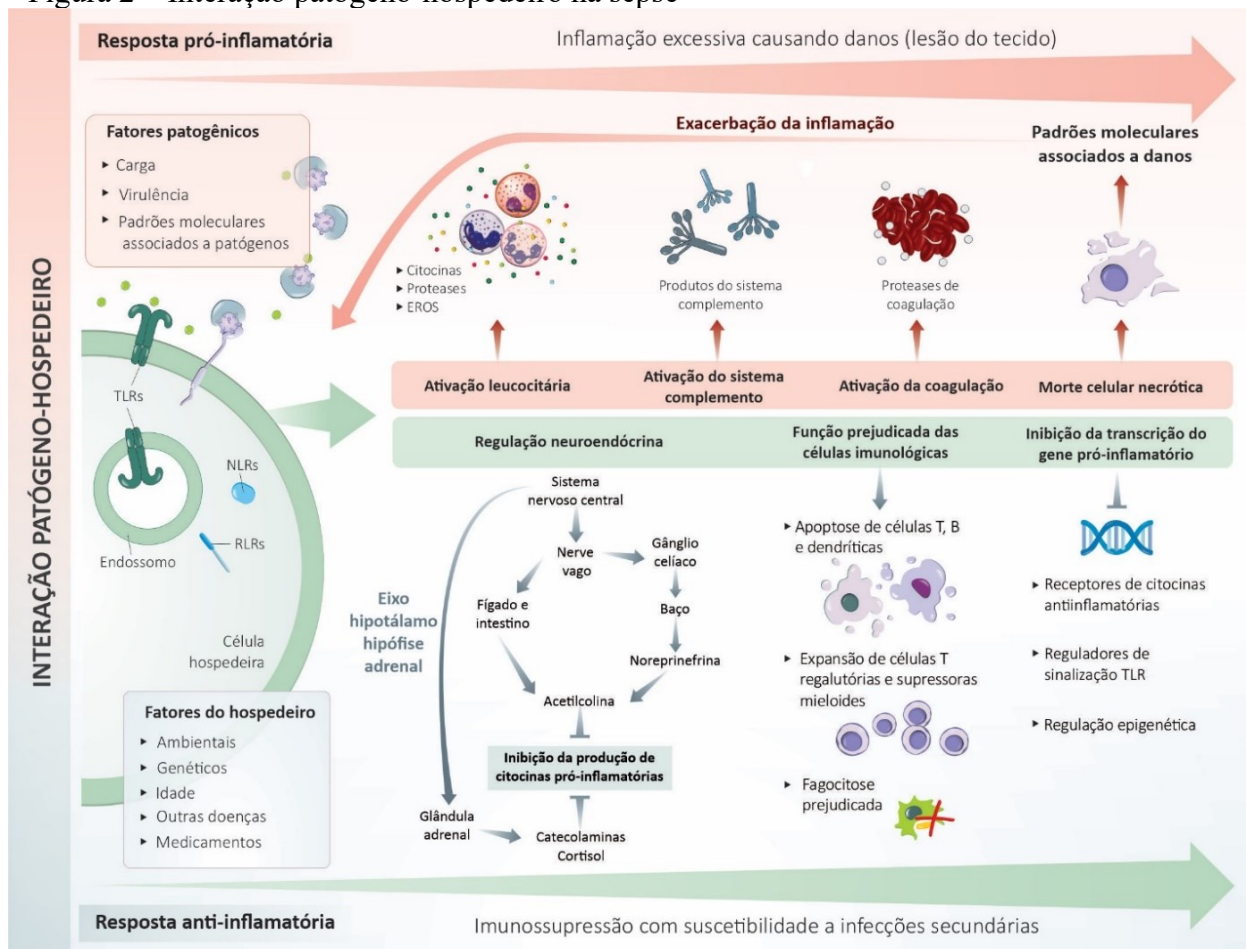 Figura 2 – Interação patógeno-hospedeiro na sepse
Resposta pró-inflamatória
Inflamação excessiva causando danos (lesão do tecido)
INTERAÇÃO PATÓGENO-HOSPEDEIRO
Fatores patogênicos
▸ Carga
▸ Virulência
▸ Padrões moleculares
associados a patógenos
Exacerbação da inflamação
Padrões moleculares
associados a danos
▸ Citocinas
▸ Proteases
▸ EROS
Produtos do sistema
complemento
Proteases de
coagulação
Ativação leucocitária
Ativação do sistema
complemento
Ativação da coagulação
Morte celular necrótica
TLRs
NLRs
RLRs
Endossomo
Célula
hospedeira
Regulação neuroendócrina
Função prejudicada das
células imunológicas
Inibição da transcrição do
gene pró-inflamatório
Sistema
nervoso central
Nerve
vago
Gânglio
celíaco
Eixo
hipotálamo
hipófise
adrenal
Fígado e
intestino
Baço
Noreprinefrina
Acetilcolina
Inibição da produção de
citocinas pró-inflamatórias
Glândula
adrenal
Catecolaminas
Cortisol
▸ Apoptose de células T, B
e dendríticas
▸ Expansão de células T
regalutórias e supressoras
mieloides
▸ Fagocitose
prejudicada
▸ Receptores de citocinas
antiinflamatórias
▸ Reguladores de
sinalização TLR
▸ Regulação epigenética
Fatores do hospedeiro
▸ Ambientais
▸ Genéticos
▸ Idade
▸ Outras doenças
▸ Medicamentos
Resposta anti-inflamatória
Imunossupressão com suscetibilidade a infecções secundárias